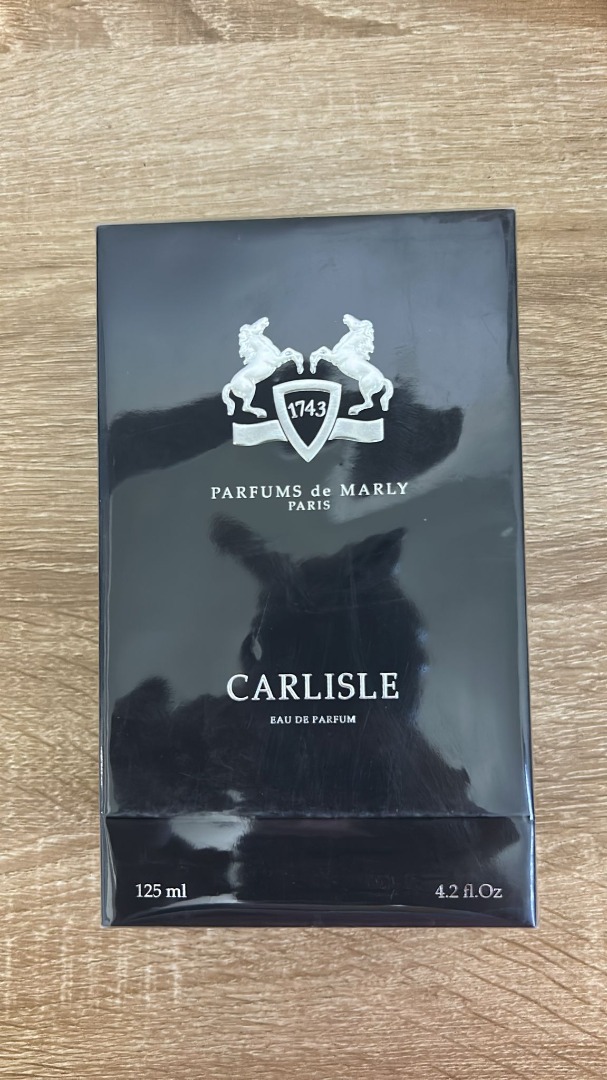 1743
PARFUMS de MARLY
PARIS
CARLISLE
EAU DE PARFUM
125 ml 4.2 fl.Oz